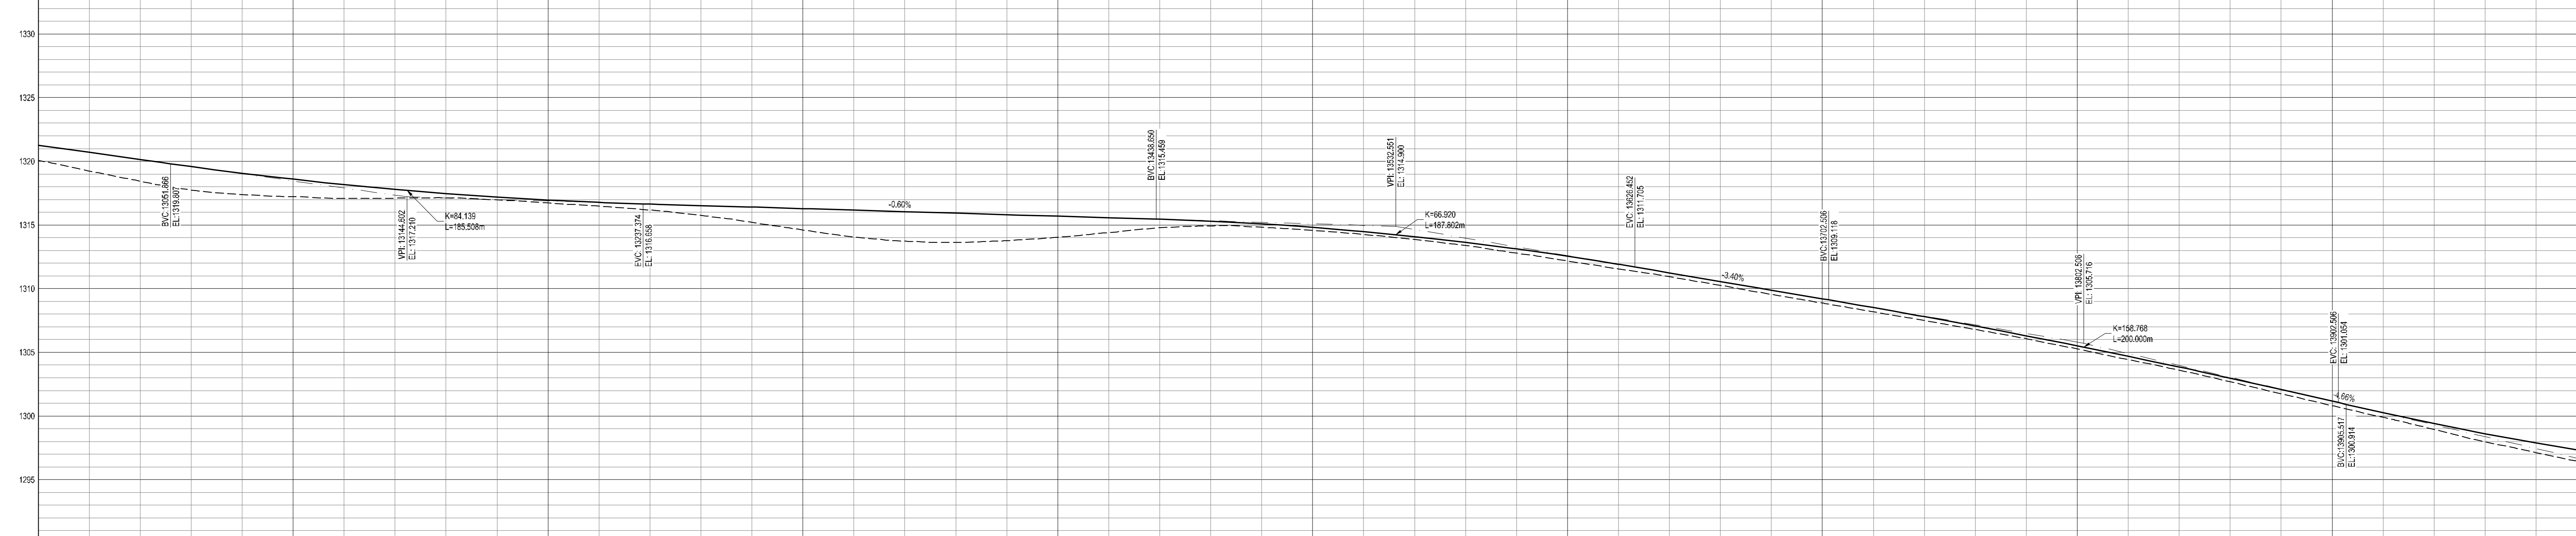 1330
1325
1320
1315
1310
1305
1300
1295
BVC:13051.866
EL:1319.807
VPI: 13144.602
EL: 1317.210
K=84.139
L=185.508m
EVC: 13237.374
EL: 1316.658
-0.60%
BVC:13438.650
EL:1315.459
VPI: 13532.551
EL: 1314.900
K=66.920
L=187.802m
EVC: 13626.452
EL: 1311.705
-3.40%
BVC:13702.506
EL:1309.118
VPI: 13802.506
EL: 1305.716
K=158.768
L=200.000m
EVC: 13902.506
EL: 1301.054
-4.66%
BVC:13905.517
EL:1300.914